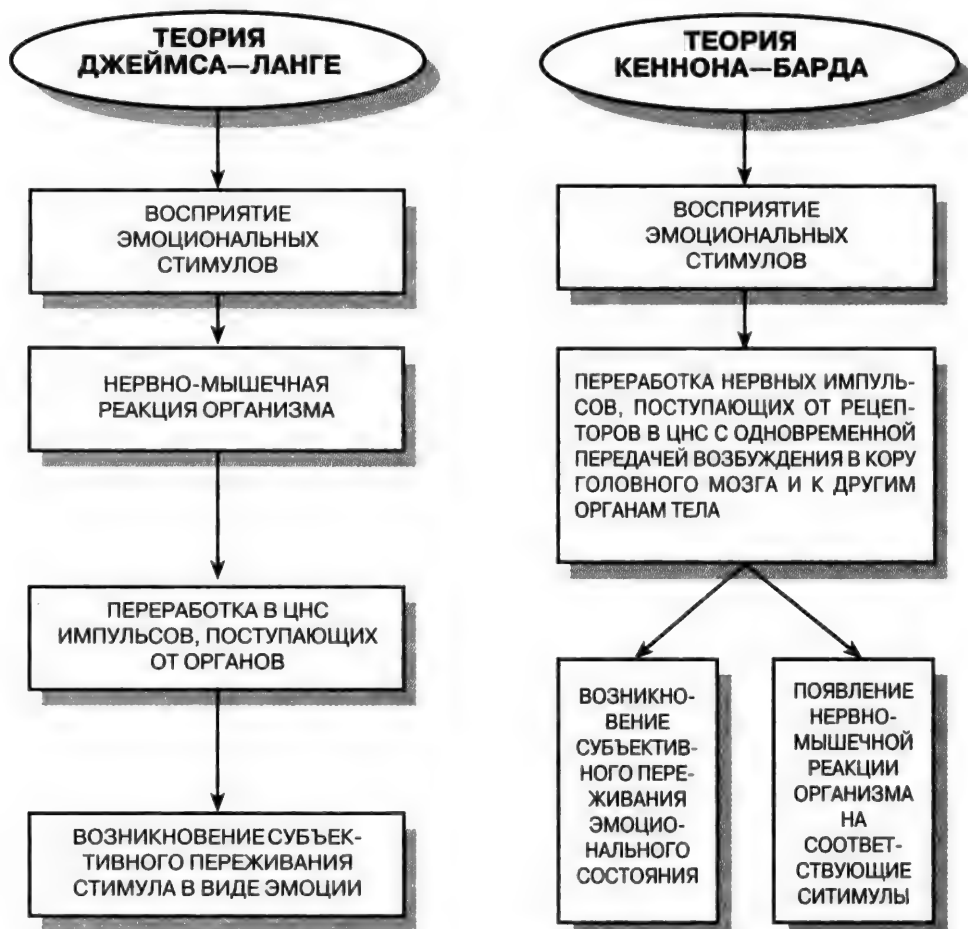 ТЕОРИЯ
ДЖЕЙМСА—ЛАНГЕ
ВОСПРИЯТИЕ
ЭМОЦИОНАЛЬНЫХ
СТИМУЛОВ
НЕРВНО-МЫШЕЧНАЯ
РЕАКЦИЯ ОРГАНИЗМА
ПЕРЕРАБОТКА В ЦНС
ИМПУЛЬСОВ, ПОСТУПАЮЩИХ
ОТ ОРГАНОВ
ВОЗНИКНОВЕНИЕ СУБЪЕК-
ТИВНОГО ПЕРЕЖИВАНИЯ
СТИМУЛА В ВИДЕ ЭМОЦИИ
ТЕОРИЯ
КЕННОНА—БАРДА
ВОСПРИЯТИЕ
ЭМОЦИОНАЛЬНЫХ
СТИМУЛОВ
ПЕРЕРАБОТКА НЕРВНЫХ ИМПУЛЬ-
СОВ, ПОСТУПАЮЩИХ ОТ РЕЦЕП-
ТОРОВ В ЦНС С ОДНОВРЕМЕННОЙ
ПЕРЕДАЧЕЙ ВОЗБУЖДЕНИЯ В КОРУ
ГОЛОВНОГО МОЗГА И К ДРУГИМ
ОРГАНАМ ТЕЛА
ВОЗНИКНО-
ВЕНИЕ
СУБЪЕКТИВ-
НОГО ПЕРЕ-
ЖИВАНИЯ
ЭМОЦИО-
НАЛЬНОГО
СОСТОЯНИЯ
ПОЯВЛЕНИЕ
НЕРВНО-
МЫШЕЧНОЙ
РЕАКЦИИ
ОРГАНИЗМА
НА
СООТВЕТ-
СТВУЮЩИЕ
СИТИМУЛЫ